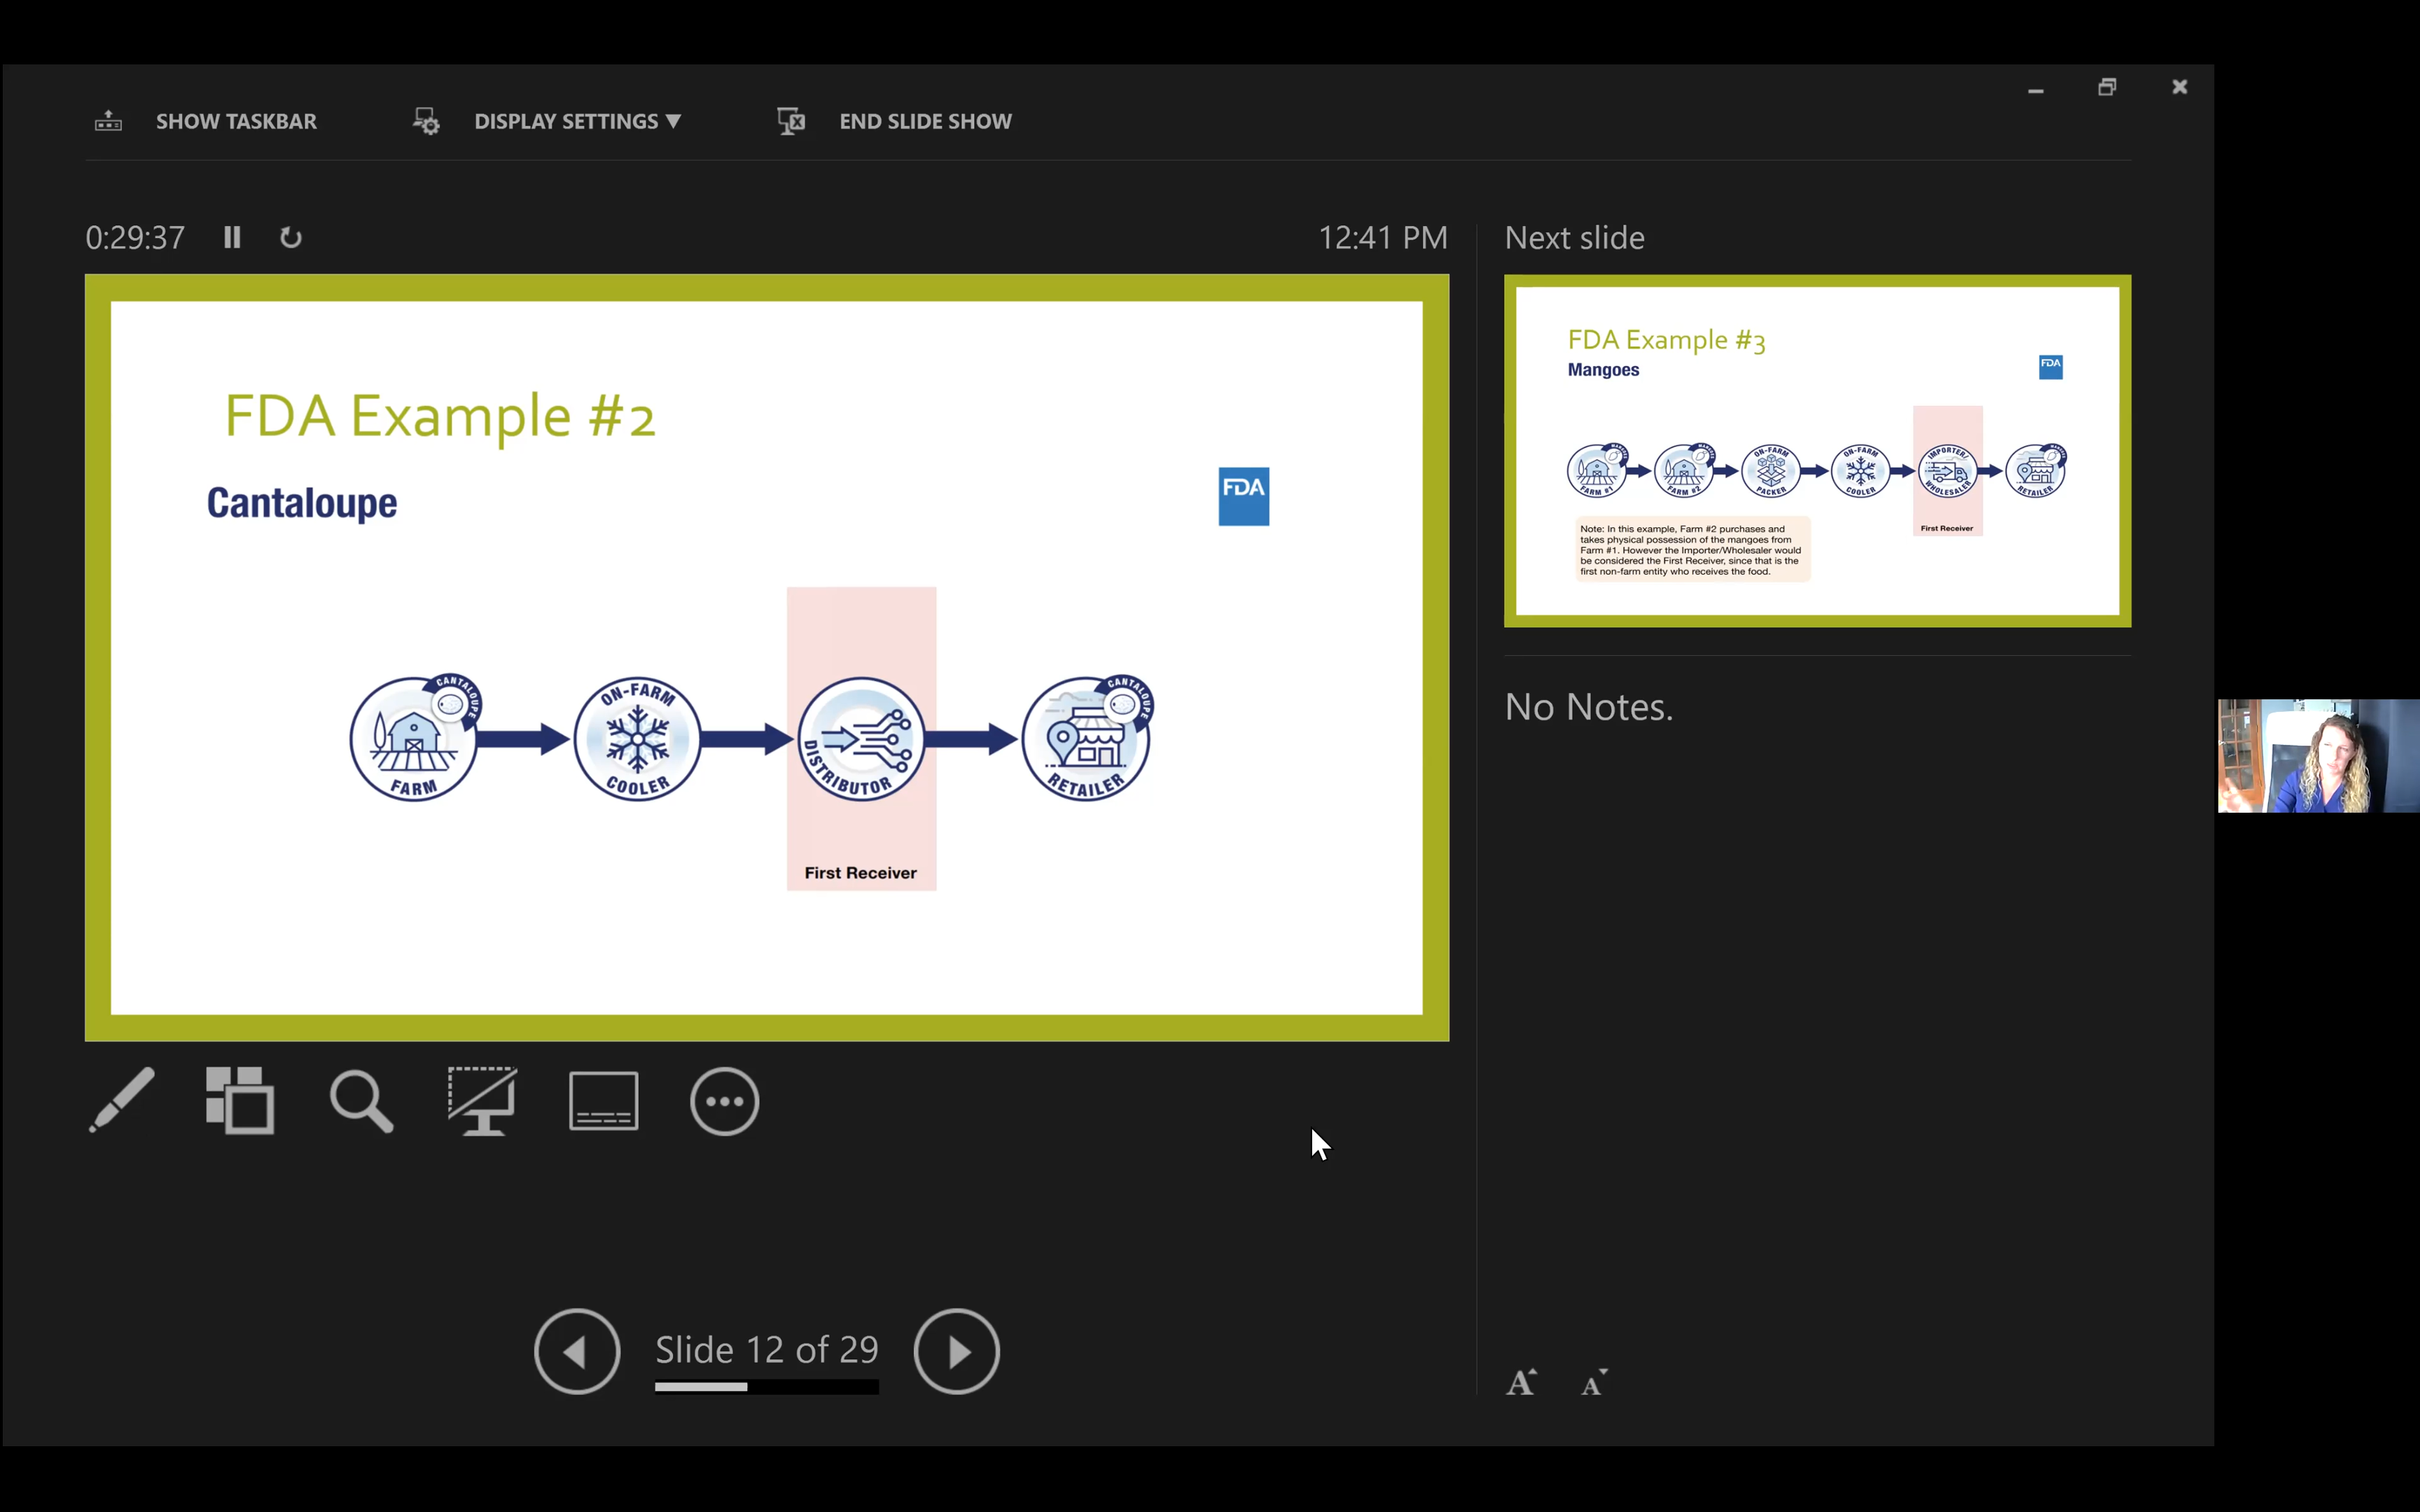 SHOW TASKBAR
DISPLAY SETTINGS ▼
END SLIDE SHOW
0:29:37
12:41 PM
FDA Example #2
Cantaloupe
FDA
CANTALOUPE
FARM
ON-FARM
COOLER
DISTRIBUTOR
CANTALOUPE
RETAILER
First Receiver
Slide 12 of 29
Next slide
FDA Example #3
Mangoes
FDA
FARM #1
FARM #2
ON-FARM
PACKER
ON-FARM
COOLER
IMPORTER/
WHOLESALER
RETAILER
First Receiver
Note: In this example, Farm #2 purchases and
takes physical possession of the mangoes from
Farm #1. However the Importer/Wholesaler would
be considered the First Receiver, since that is the
first non-farm entity who receives the food.
No Notes.
A
A